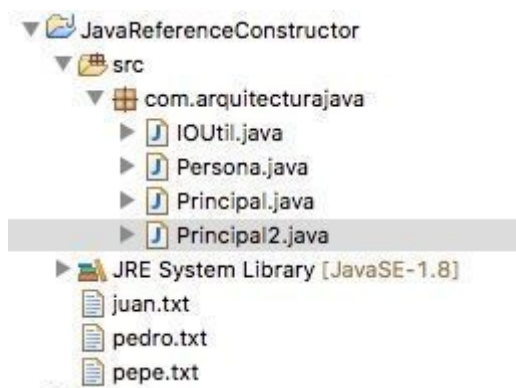 JavaReferenceConstructor
src
com.arquitecturajava
IOUtil.java
Persona.java
Principal.java
Principal2.java
JRE System Library [JavaSE-1.8]
juan.txt
pedro.txt
pepe.txt